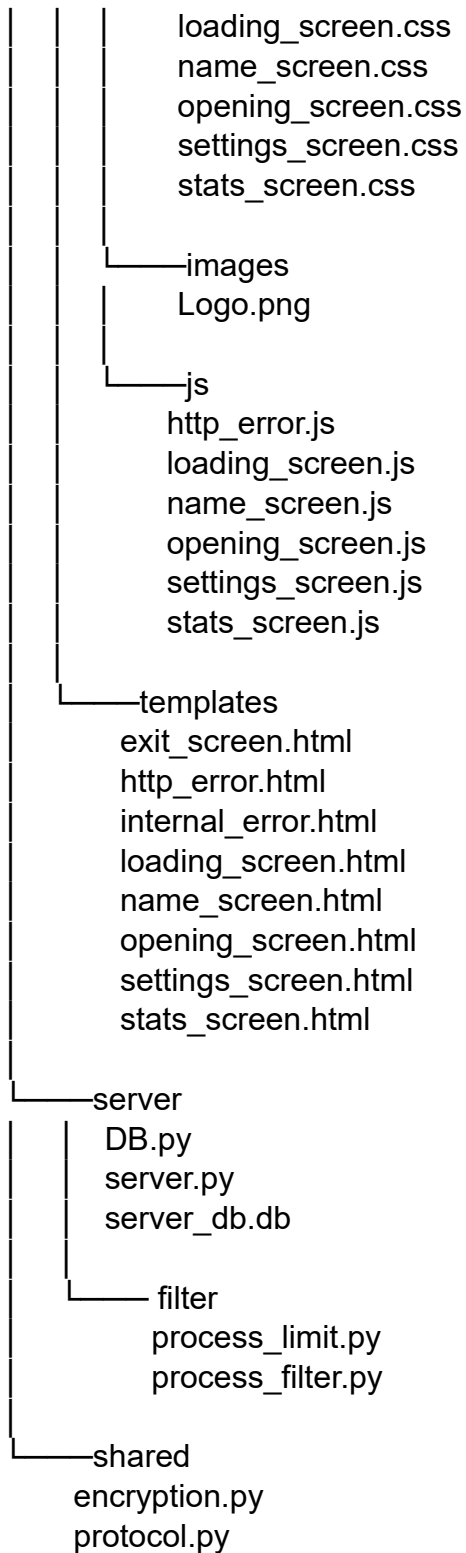 loading_screen.css
name_screen.css
opening_screen.css
settings_screen.css
stats_screen.css
images
Logo.png
js
http_error.js
loading_screen.js
name_screen.js
opening_screen.js
settings_screen.js
stats_screen.js
templates
exit_screen.html
http_error.html
internal_error.html
loading_screen.html
name_screen.html
opening_screen.html
settings_screen.html
stats_screen.html
server
DB.py
server.py
server_db.db
filter
process_limit.py
process_filter.py
shared
encryption.py
protocol.py